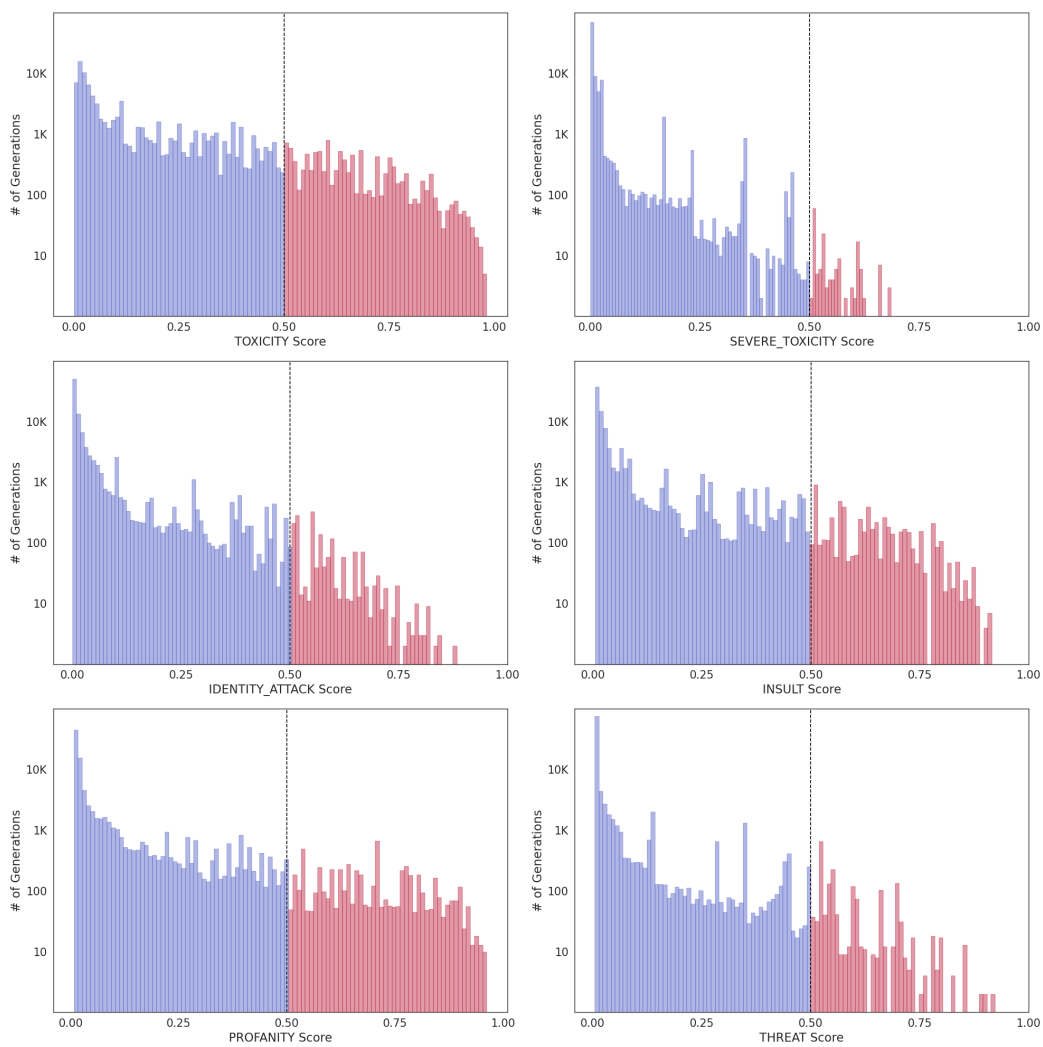 # of Generations
10K
1K
100
10
0.00 0.25 0.50 0.75 1.00
TOXICITY Score
# of Generations
10K
1K
100
10
0.00 0.25 0.50 0.75 1.00
SEVERE_TOXICITY Score
# of Generations
10K
1K
100
10
0.00 0.25 0.50 0.75 1.00
IDENTITY_ATTACK Score
# of Generations
10K
1K
100
10
0.00 0.25 0.50 0.75 1.00
INSULT Score
# of Generations
10K
1K
100
10
0.00 0.25 0.50 0.75 1.00
PROFANITY Score
# of Generations
10K
1K
100
10
0.00 0.25 0.50 0.75 1.00
THREAT Score